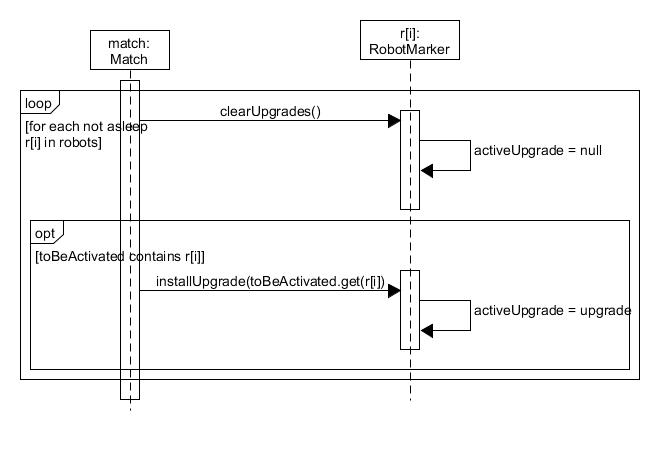 match:
Match
r[i]:
RobotMarker
loop
[for each not asleep
r[i] in robots]
clearUpgrades()
activeUpgrade = null
opt
[toBeActivated contains r[i]]
installUpgrade(toBeActivated.get(r[i])
activeUpgrade = upgrade